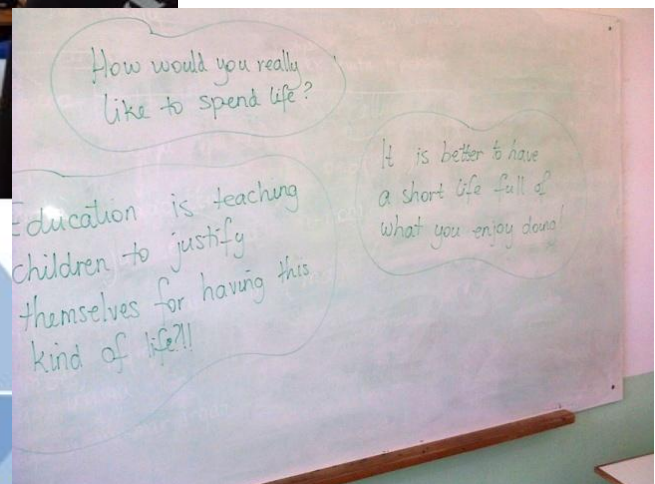 How would you really
like to spend life?
Education is teaching
children to justify
themselves for having this
kind of life?!!
It is better to have
a short life full of
what you enjoy doing!